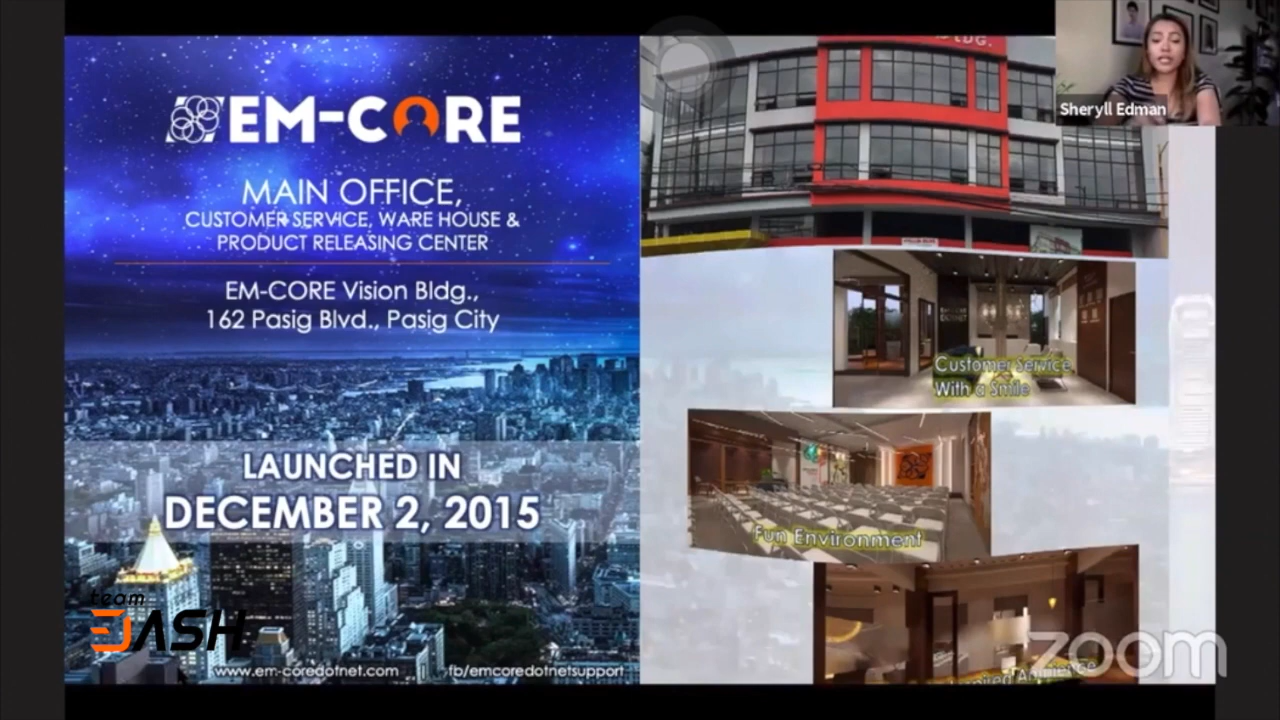 EM-CORE
MAIN OFFICE,
CUSTOMER SERVICE, WARE HOUSE &
PRODUCT RELEASING CENTER
EM-CORE Vision Bldg.,
162 Pasig Blvd., Pasig City
LAUNCHED IN
DECEMBER 2, 2015
team
EJASH
www.em-coredotnet.com
fb/emcoredotnetsupport
LDG.
Sheryll Edman
Customer Service
With a Smile
Fun Environment
zoom